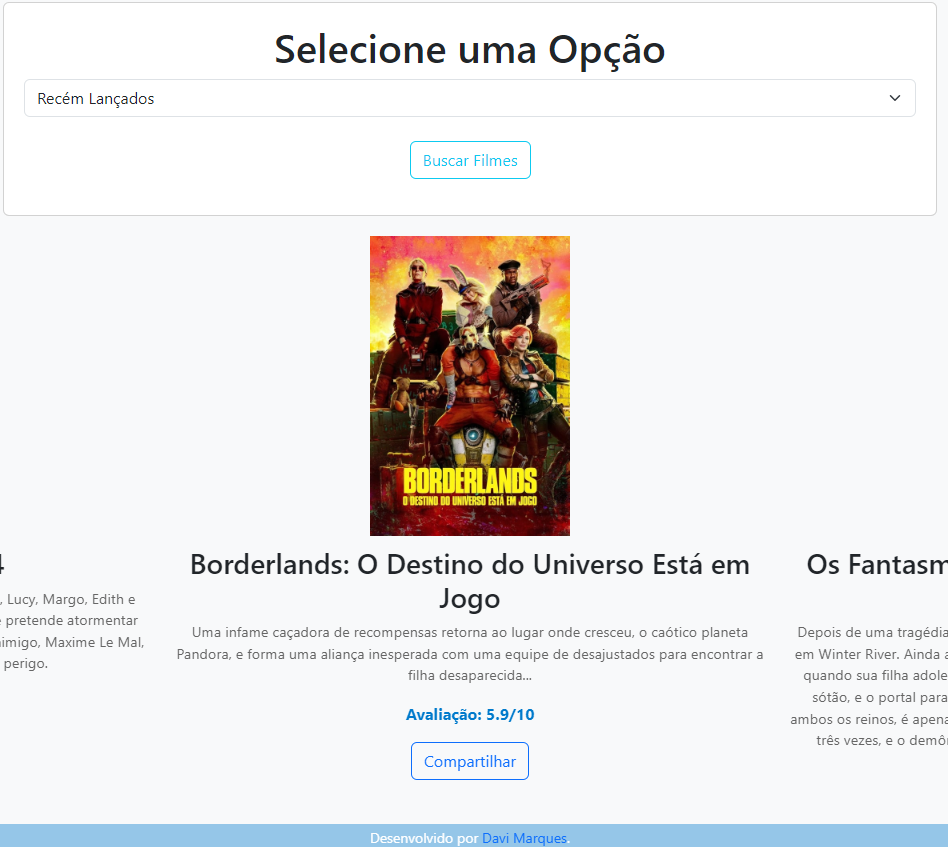 Selecione uma Opção
Recém Lançados
Buscar Filmes
BORDERLANDS
O DESTINO DO UNIVERSO ESTÁ EM JOGO
4
, Lucy, Margo, Edith e
pretende atormentar
Maxime Le Mal,
perigo.
Borderlands: O Destino do Universo Está em
Jogo
Uma infame caçadora de recompensas retorna ao lugar onde cresceu, o caótico planeta
Pandora, e forma uma aliança inesperada com uma equipe de desajustados para encontrar a
filha desaparecida...
Avaliação: 5.9/10
Compartilhar
Os Fantasm
Depois de uma tragédia
em Winter River. Ainda a
quando sua filha adole
sótão, e o portal para
ambos os reinos, é apena
três vezes, e o demôn
Desenvolvido por Davi Marques.